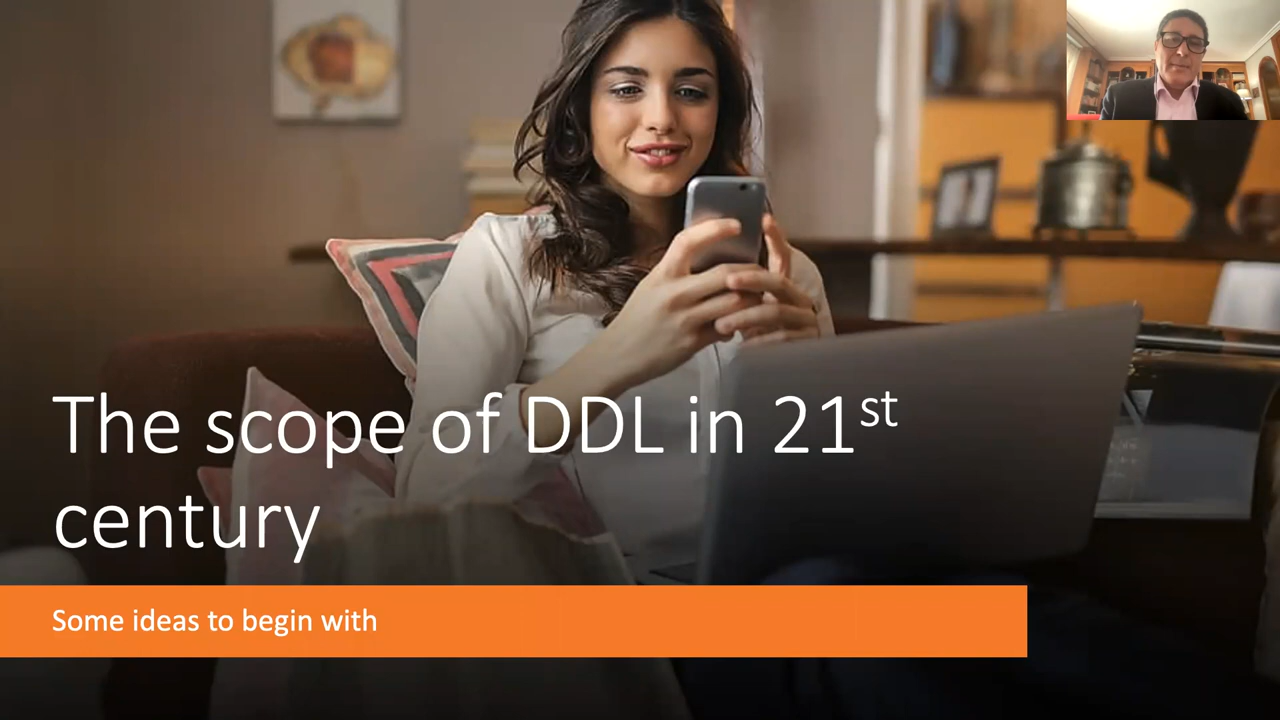 The scope of DDL in 21st
century
Some ideas to begin with